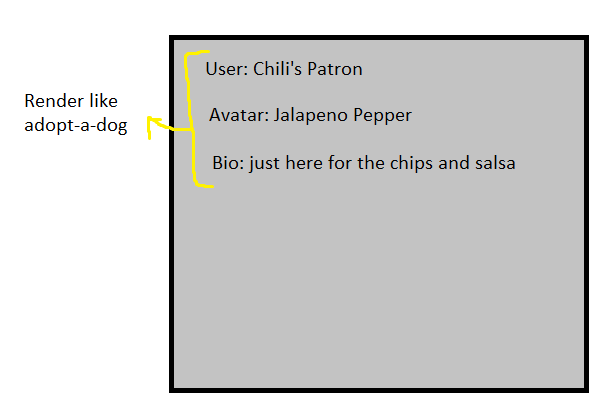 User: Chili's Patron
Render like
adopt-a-dog
Avatar: Jalapeno Pepper
Bio: just here for the chips and salsa